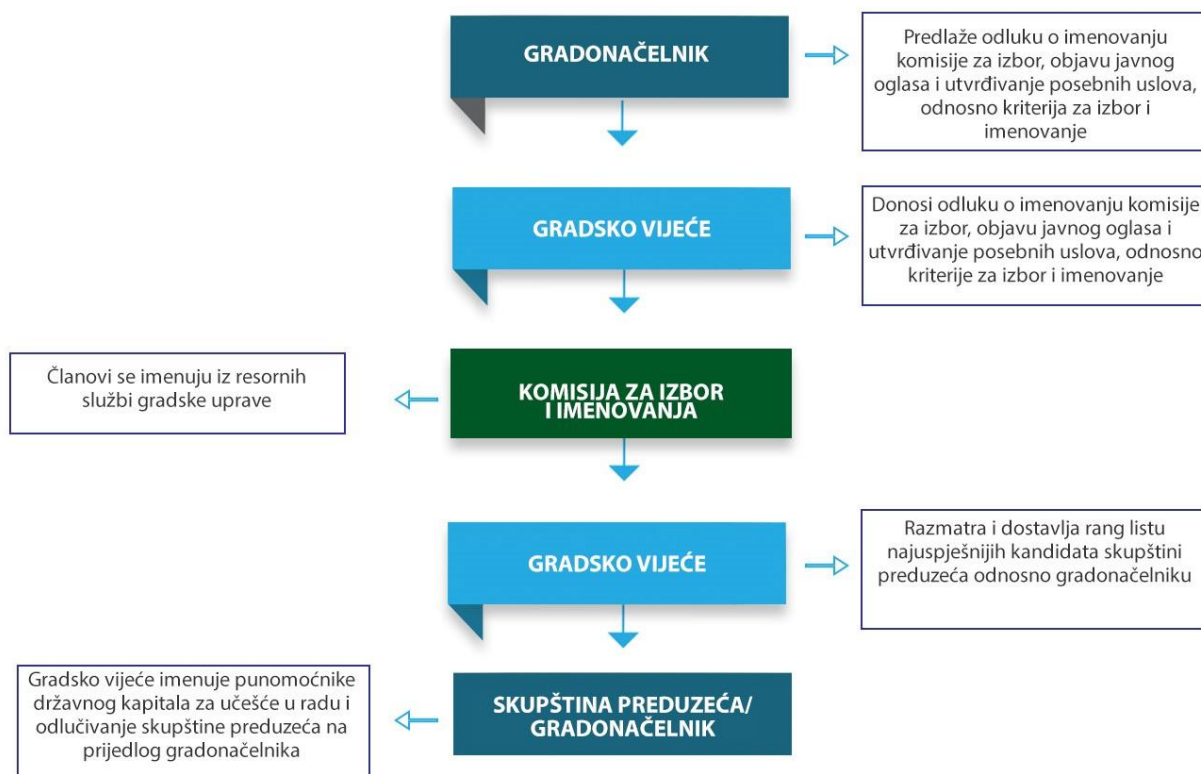 GRADONAČELNIK
Predlaže odluku o imenovanju
komisije za izbor, objavu javnog
oglasa i utvrđivanje posebnih uslova,
odnosno kriterija za izbor i
imenovanje
GRADSKO VIJEĆE
Donosi odluku o imenovanju komisije
za izbor, objavu javnog oglasa i
utvrđivanje posebnih uslova, odnosno
kriterije za izbor i imenovanje
Članovi se imenuju iz resornih
službi gradske uprave
KOMISIJA ZA IZBOR
I IMENOVANJA
GRADSKO VIJEĆE
Razmatra i dostavlja rang listu
najuspješnijih kandidata skupštini
preduzeća odnosno gradonačelniku
Gradsko vijeće imenuje punomoćnike
državnog kapitala za učešće u radu i
odlučivanje skupštine preduzeća na
prijedlog gradonačelnika
SKUPŠTINA PREDUZEĆA/
GRADONAČELNIK